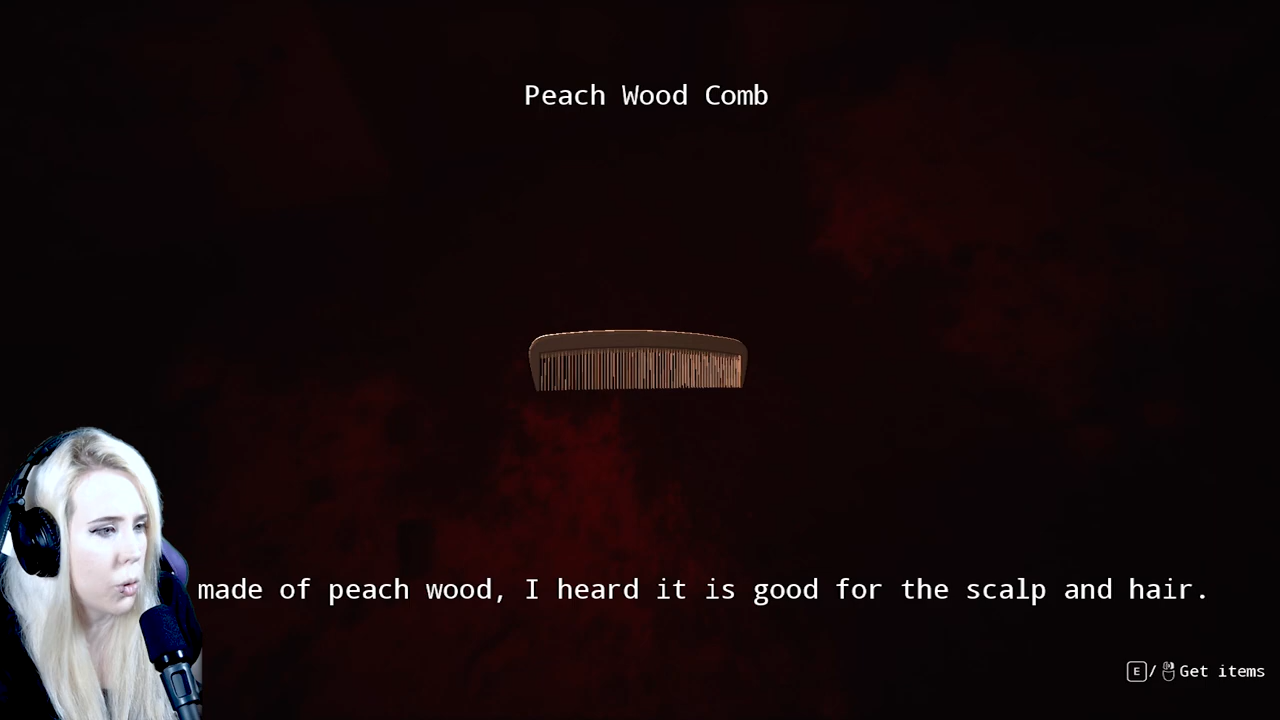 Peach Wood Comb
made of peach wood, I heard it is good for the scalp and hair.
E/ Get items